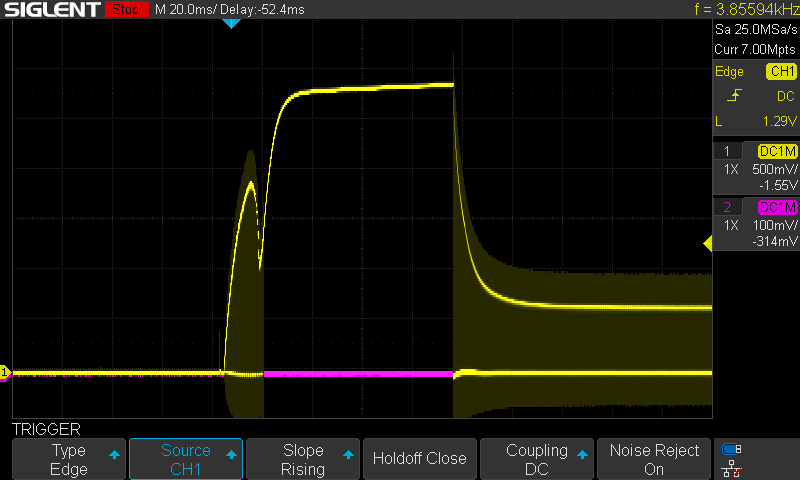 SIGLENT Stop M 20.0ms/ Delay:-52.4ms f = 3.85594kHz
Sa 25.0MSa/s
Curr 7.00Mpts
Edge CH1
DC
L 1.29V
1 DC1M
1X 500mV/
-1.55V
2 DC1M
1X 100mV/
-314mV
1
TRIGGER
Type Source Slope Holdoff Close Coupling Noise Reject
Edge CH1 Rising DC On